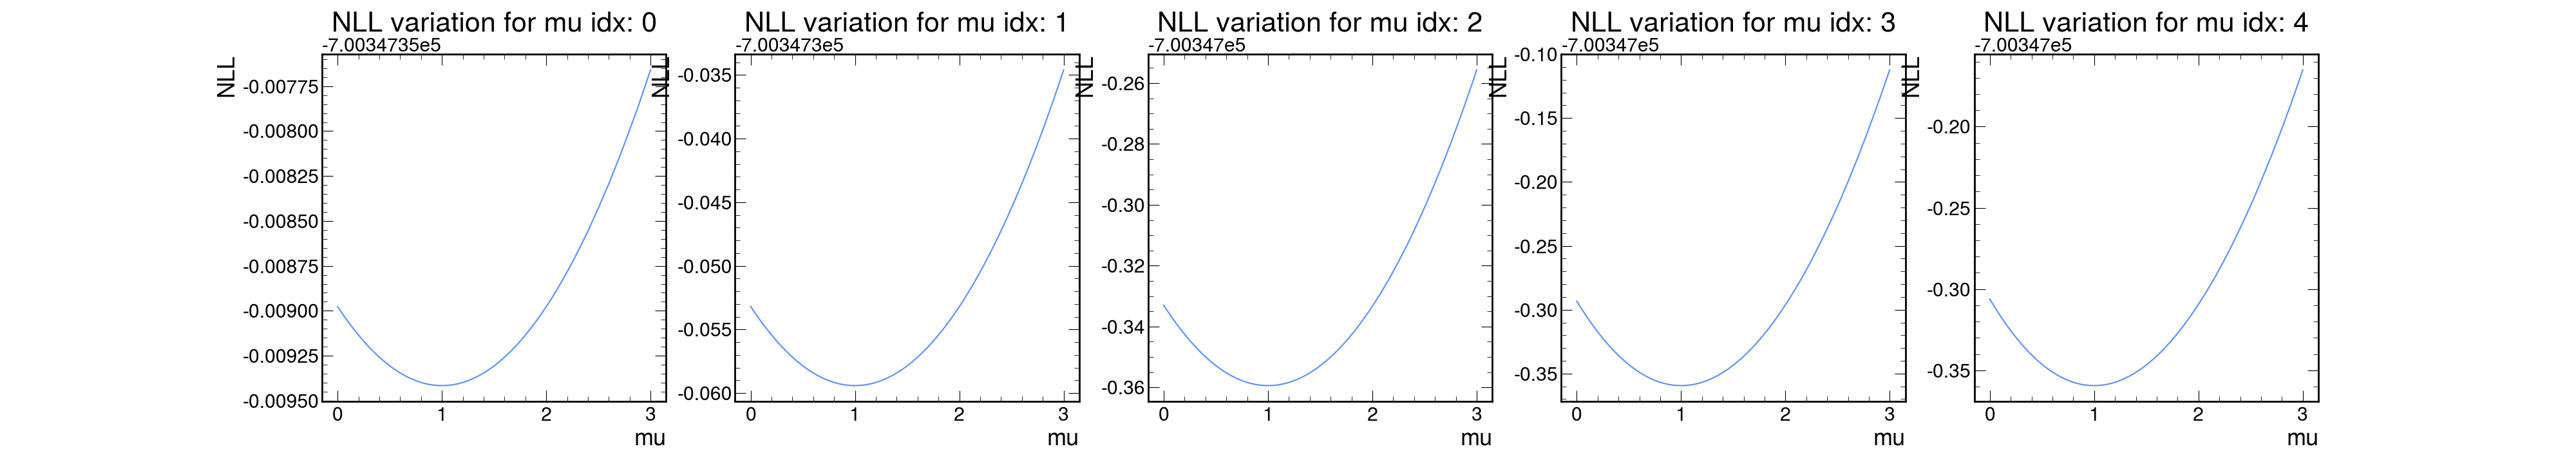 NLL variation for mu idx: 0
-7.0034735e5
NLL
-0.00775
-0.00800
-0.00825
-0.00850
-0.00875
-0.00900
-0.00925
-0.00950
0 1 2 3
mu
NLL variation for mu idx: 1
-7.003473e5
NLL
-0.035
-0.040
-0.045
-0.050
-0.055
-0.060
0 1 2 3
mu
NLL variation for mu idx: 2
-7.00347e5
NLL
-0.26
-0.28
-0.30
-0.32
-0.34
-0.36
0 1 2 3
mu
NLL variation for mu idx: 3
-7.00347e5
NLL
-0.10
-0.15
-0.20
-0.25
-0.30
-0.35
0 1 2 3
mu
NLL variation for mu idx: 4
-7.00347e5
NLL
-0.20
-0.25
-0.30
-0.35
0 1 2 3
mu